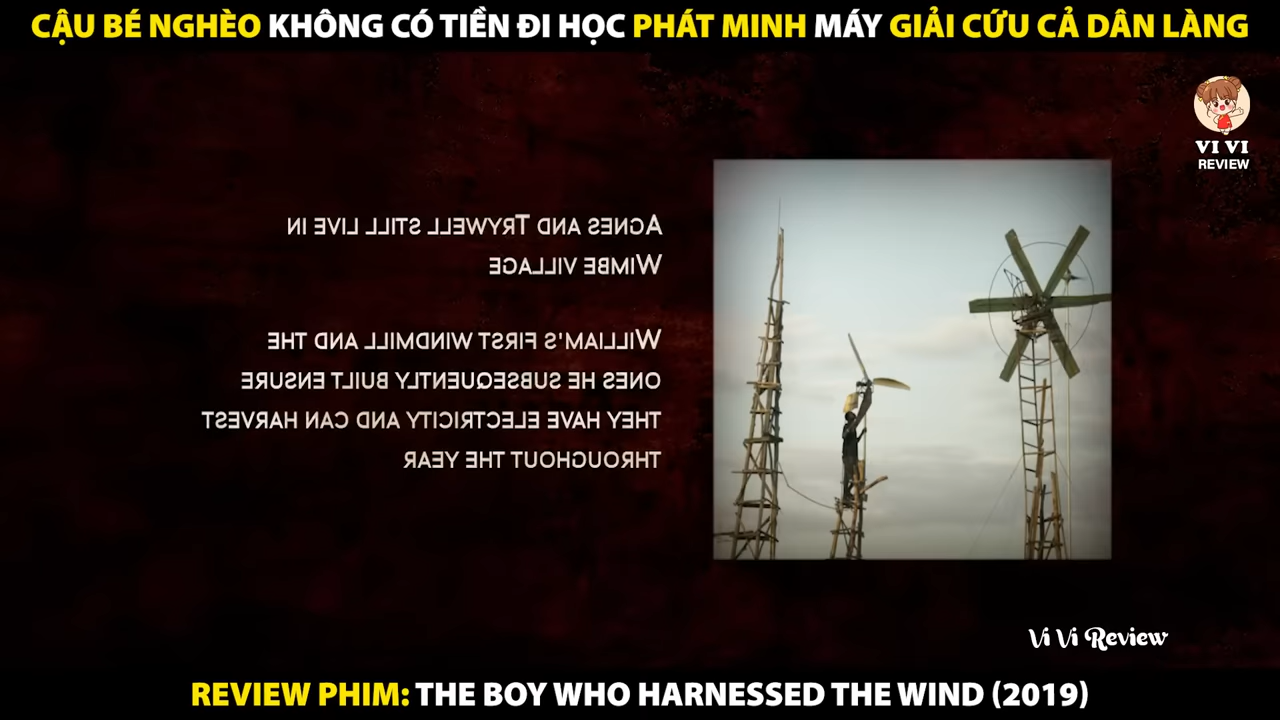 CẬU BÉ NGHÈO KHÔNG CÓ TIỀN ĐI HỌC PHÁT MINH MÁY GIẢI CỨU CẢ DÂN LÀNG
VI VI
REVIEW
AGNES AND TRYWELL STILL LIVE IN
WIMBE VILLAGE
WILLIAM'S FIRST WINDMILL AND THE
ONES HE SUBSEQUENTLY BUILT ENSURE
THEY HAVE ELECTRICITY AND CAN HARVEST
THROUGHOUT THE YEAR
Vi Vi Review
REVIEW PHIM: THE BOY WHO HARNESSED THE WIND (2019)